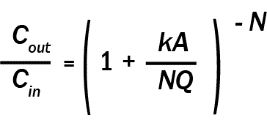 C_out / C_in = (1 + kA / NQ)^-N